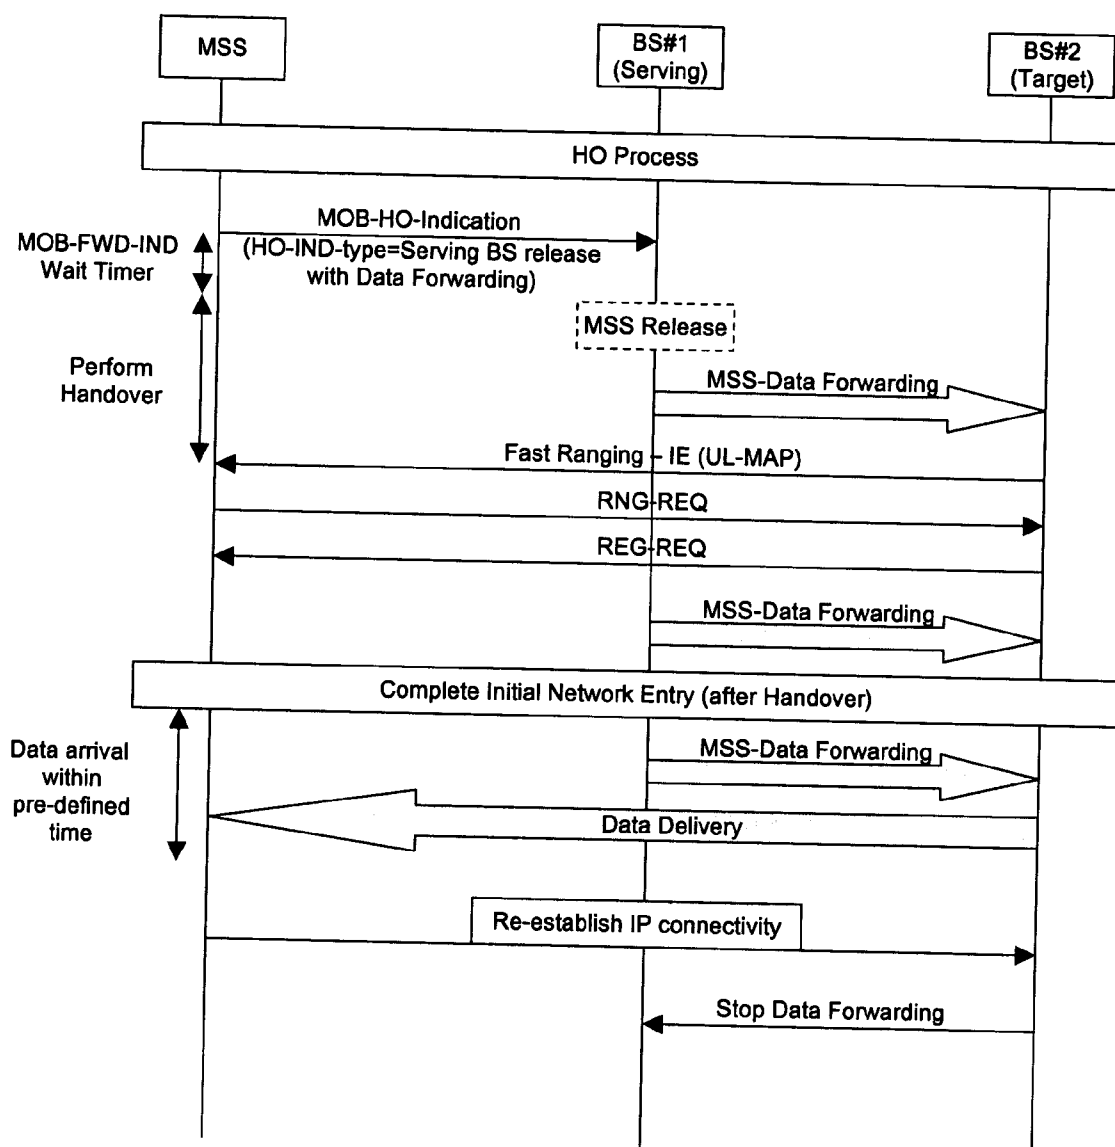 MSS
BS#1
(Serving)
BS#2
(Target)
HO Process
MOB-HO-Indication
(HO-IND-type=Serving BS release
with Data Forwarding)
MOB-FWD-IND
Wait Timer
MSS Release
Perform
Handover
MSS-Data Forwarding
Fast Ranging – IE (UL-MAP)
RNG-REQ
REG-REQ
MSS-Data Forwarding
Complete Initial Network Entry (after Handover)
MSS-Data Forwarding
Data arrival
within
pre-defined
time
Data Delivery
Re-establish IP connectivity
Stop Data Forwarding